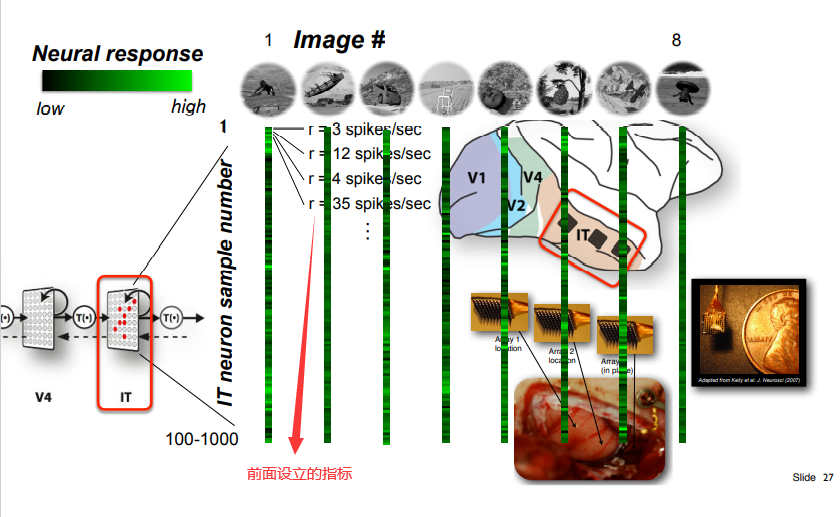 1 Image # 8
Neural response
low high
1
IT neuron sample number
r = 3 spikes/sec
r = 12 spikes/sec
r = 4 spikes/sec
r = 35 spikes/sec
⋮
V1
V2
V4
IT
T(•)
T(•)
V4
IT
100-1000
Array 1
location
Array 2
location
Array
(in place)
Adapted from Kelly et al. J. Neurosci (2007)
前面设立的指标
Slide 27